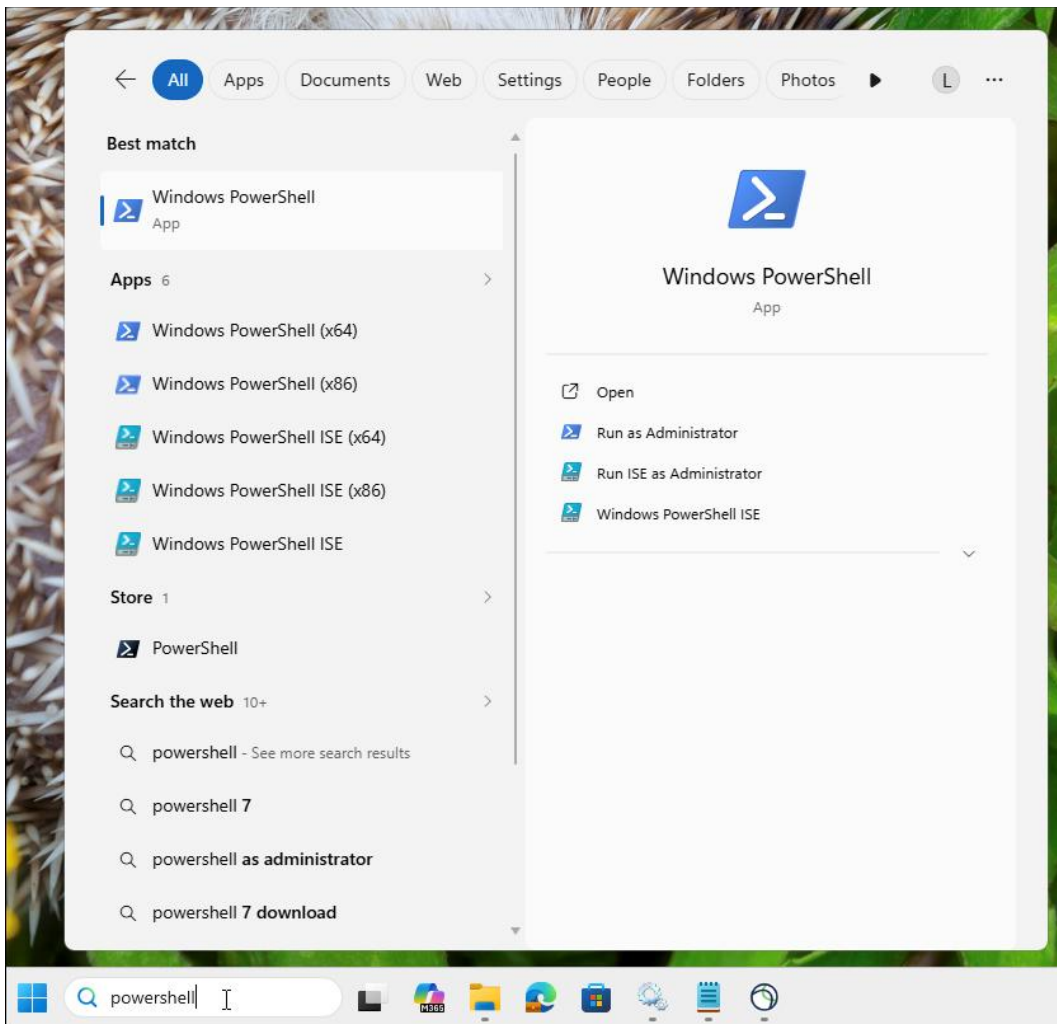 All Apps Documents Web Settings People Folders Photos L ...
Best match
Windows PowerShell
App
Apps 6
Windows PowerShell (x64)
Windows PowerShell (x86)
Windows PowerShell ISE (x64)
Windows PowerShell ISE (x86)
Windows PowerShell ISE
Store 1
PowerShell
Search the web 10+
powershell - See more search results
powershell 7
powershell as administrator
powershell 7 download
Windows PowerShell
App
Open
Run as Administrator
Run ISE as Administrator
Windows PowerShell ISE
powershell
M365